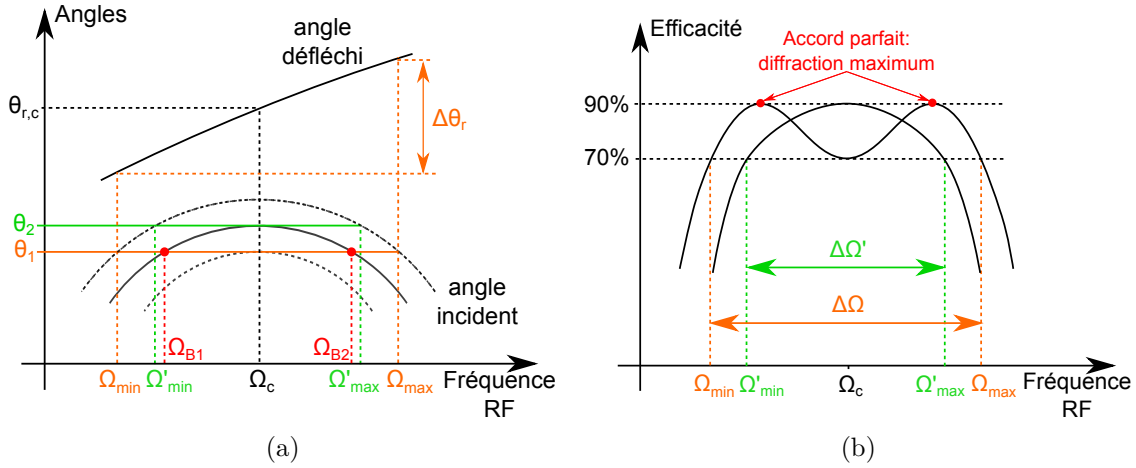 Angles
angle
défléchi
θr,c
Δθr
θ2
θ1
angle
incident
ΩB1
ΩB2
Ωmin
Ω'min
Ωc
Ω'max
Ωmax
Fréquence
RF
(a)
Efficacité
Accord parfait:
diffraction maximum
90%
70%
ΔΩ'
ΔΩ
Ωmin
Ω'min
Ωc
Ω'max
Ωmax
Fréquence
RF
(b)